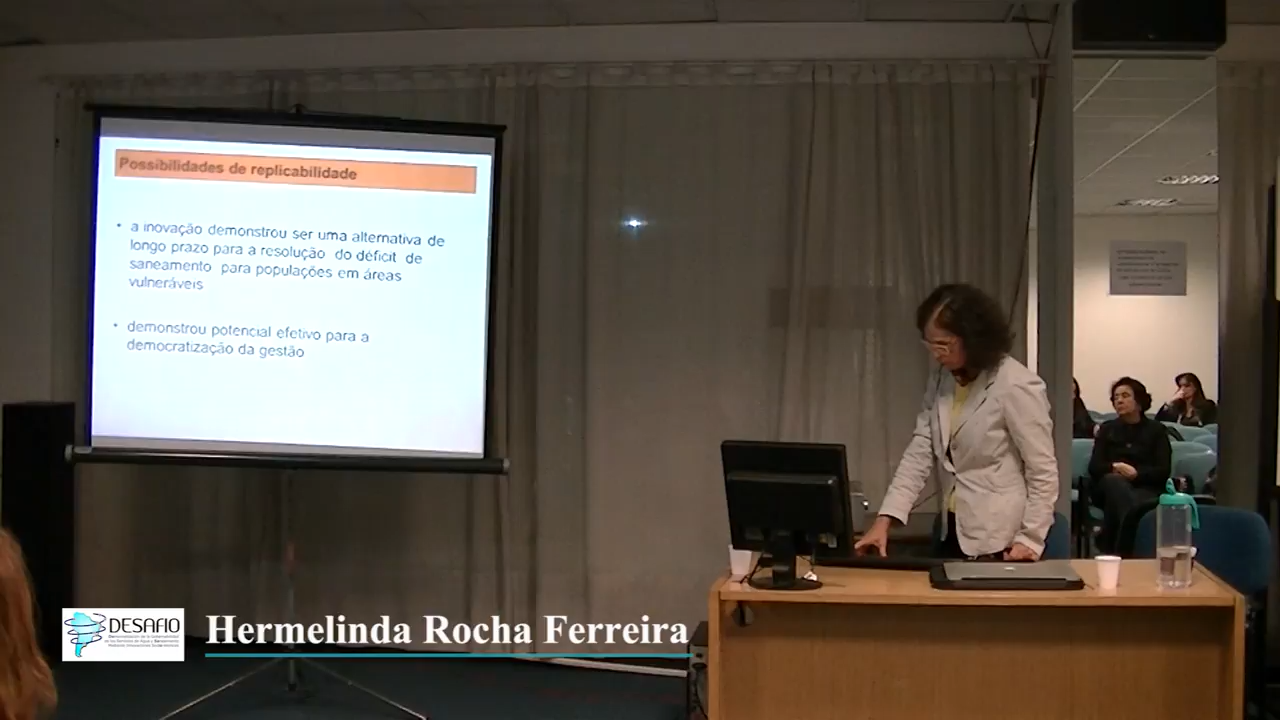 Possibilidades de replicabilidade
• a inovação demonstrou ser uma alternativa de
longo prazo para a resolução do déficit de
saneamento para populações em áreas
vulneráveis
• demonstrou potencial efetivo para a
democratização da gestão
DESAFIO
Hermelinda Rocha Ferreira